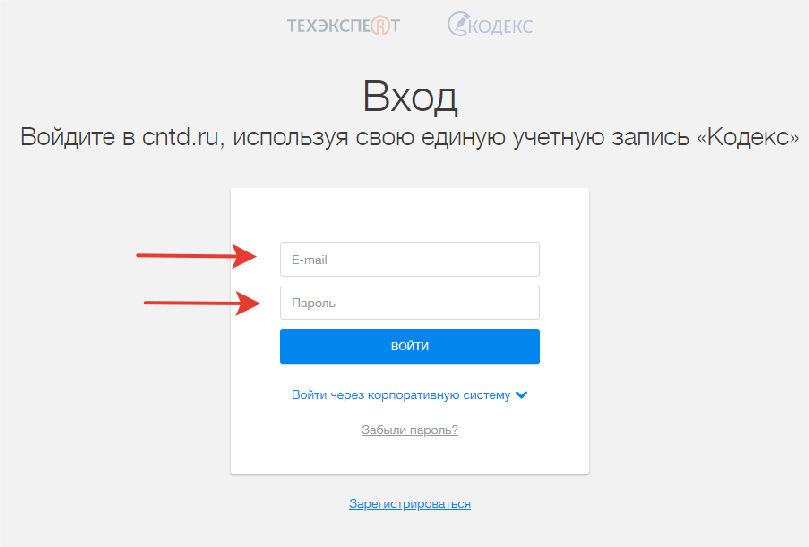 ТЕХЭКСПЕRТ КОДЕКС
Вход
Войдите в cntd.ru, используя свою единую учетную запись «Кодекс»
E-mail
Пароль
ВОЙТИ
Войти через корпоративную систему
Забыли пароль?
Зарегистрироваться